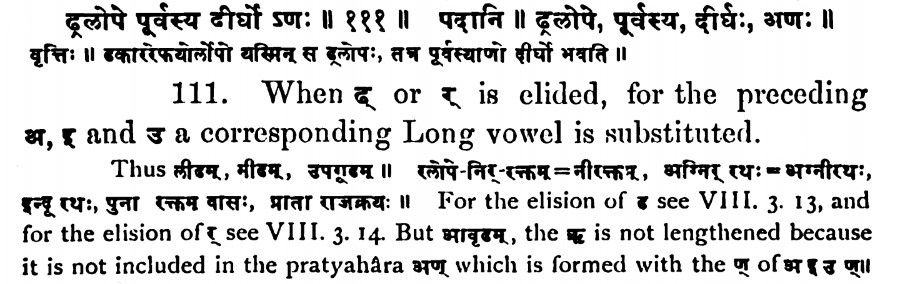 ढ्रलोपे पूर्वस्य दीर्घो ऽणः ॥ १११ ॥ पदानि ॥ ढ्रलोपे, पूर्वस्य, दीर्घः, अणः ॥
वृत्तिः ॥ ढकाररेफयोर्लोपो यस्मिन् स ढ्रलोपः, तत्र पूर्वस्याणो दीर्घो भवति ॥
111. When ढ् or र् is elided, for the preceding
अ, इ and उ a corresponding Long vowel is substituted.
Thus लीढम्, मीढम्, उपगूढम् ॥ रलोपे-निर्-रक्तम्=नीरक्तम्, अग्निर् रथः=अग्नीरथः,
इन्दू रथः, पुना रक्तम वासः, प्राता राजक्रयः ॥ For the elision of ढ see VIII. 3. 13, and
for the elision of र् see VIII. 3. 14. But आवृढम्, the ऋ is not lengthened because
it is not included in the pratyahâra अण् which is formed with the ण् of अ इ उ ण्॥